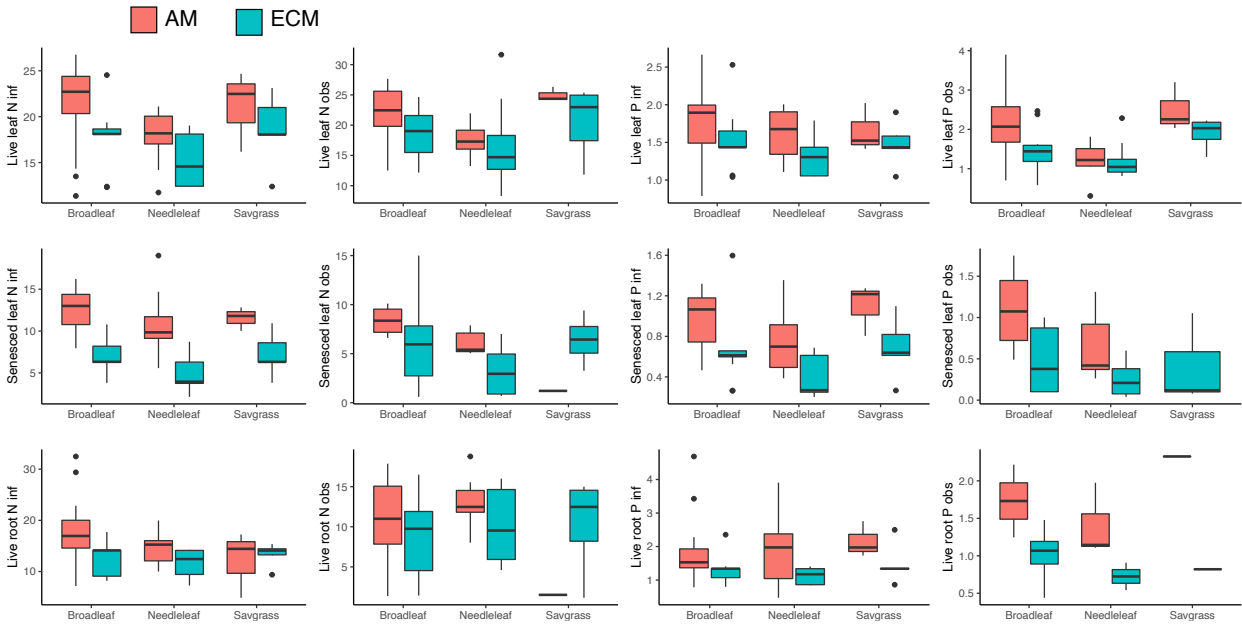 AM ECM
Live leaf N inf
25
20
15
Broadleaf Needleleaf Savgrass
Live leaf N obs
30
25
20
15
10
Broadleaf Needleleaf Savgrass
Live leaf P inf
2.5
2.0
1.5
1.0
Broadleaf Needleleaf Savgrass
Live leaf P obs
4
3
2
1
Broadleaf Needleleaf Savgrass
Senesced leaf N inf
15
10
5
Broadleaf Needleleaf Savgrass
Senesced leaf N obs
15
10
5
0
Broadleaf Needleleaf Savgrass
Senesced leaf P inf
1.6
1.2
0.8
0.4
Broadleaf Needleleaf Savgrass
Senesced leaf P obs
1.5
1.0
0.5
0.0
Broadleaf Needleleaf Savgrass
Live root N inf
30
20
10
Broadleaf Needleleaf Savgrass
Live root N obs
15
10
5
Broadleaf Needleleaf Savgrass
Live root P inf
4
3
2
1
Broadleaf Needleleaf Savgrass
Live root P obs
2.0
1.5
1.0
0.5
Broadleaf Needleleaf Savgrass